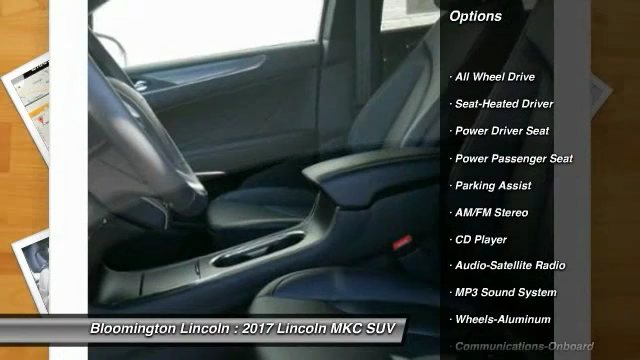 Options
· All Wheel Drive
· Seat-Heated Driver
· Power Driver Seat
· Power Passenger Seat
· Parking Assist
· AM/FM Stereo
· CD Player
· Audio-Satellite Radio
· MP3 Sound System
· Wheels-Aluminum
· Communications-Onboard
Bloomington Lincoln : 2017 Lincoln MKC SUV